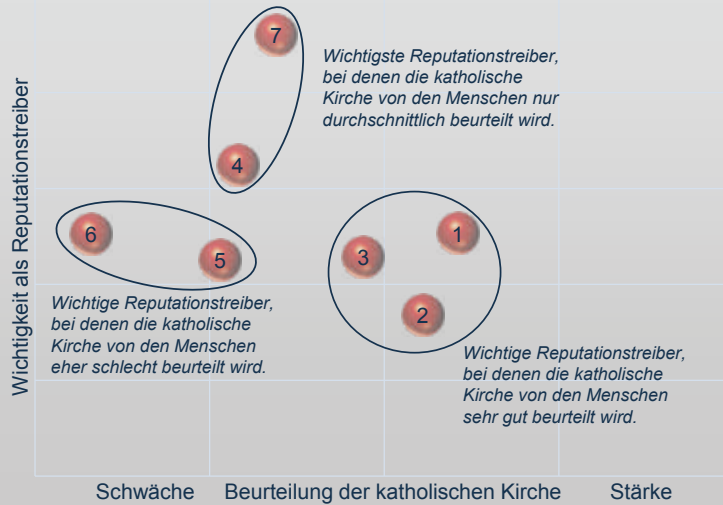 7
Wichtigste Reputationstreiber,
bei denen die katholische
Kirche von den Menschen nur
durchschnittlich beurteilt wird.
4
Wichtigkeit als Reputationstreiber
6
5
1
3
2
Wichtige Reputationstreiber,
bei denen die katholische
Kirche von den Menschen
eher schlecht beurteilt wird.
Wichtige Reputationstreiber,
bei denen die katholische
Kirche von den Menschen
sehr gut beurteilt wird.
Schwäche Beurteilung der katholischen Kirche Stärke